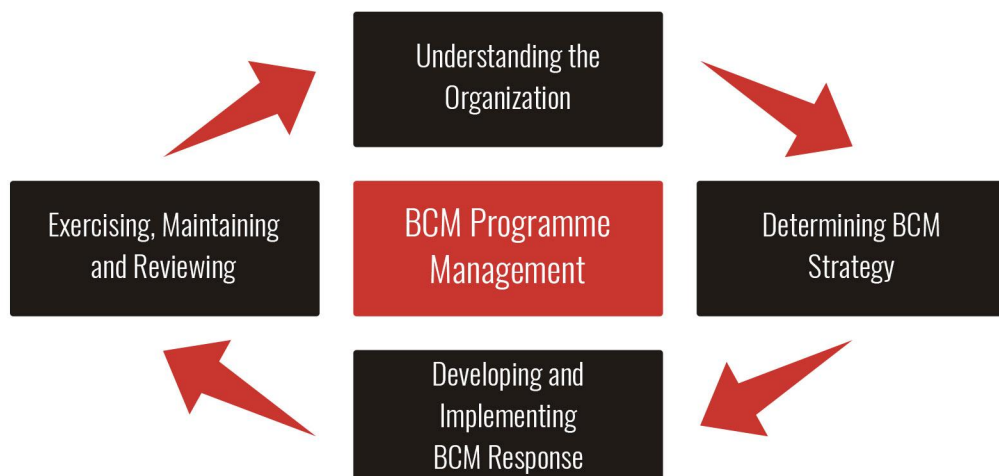 Understanding the
Organization
Exercising, Maintaining
and Reviewing
BCM Programme
Management
Determining BCM
Strategy
Developing and
Implementing
BCM Response